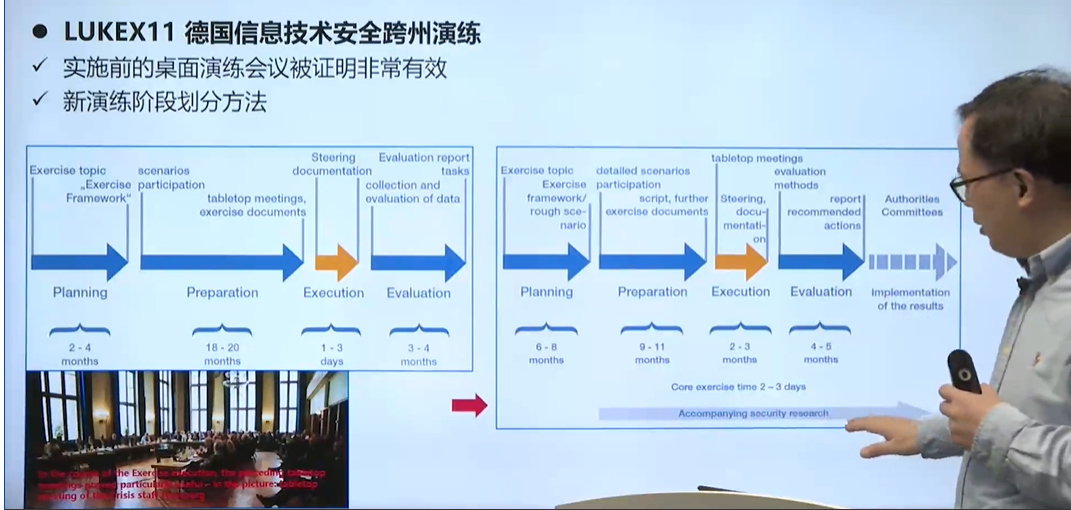 ● LUKEX11 德国信息技术安全跨州演练
✓ 实施前的桌面演练会议被证明非常有效
✓ 新演练阶段划分方法
Exercise topic
„Exercise
Framework“
scenarios
participation
tabletop meetings,
exercise documents
Steering
documentation
Evaluation report
tasks
collection and
evaluation of data
Planning
Preparation
Execution
Evaluation
2 - 4
months
18 - 20
months
1 - 3
days
3 - 4
months
Exercise topic
Exercise
framework/
rough sce-
nario
detailed scenarios
participation
script, further
exercise documents
tabletop meetings
Steering,
docu-
mentati-
on
evaluation
methods
report
recommended
actions
Authorities
Committees
Planning
Preparation
Execution
Evaluation
Implementation
of the results
6 - 8
months
9 - 11
months
2 - 3
months
4 - 5
months
Core exercise time 2 – 3 days
Accompanying security research
In the course of the Exercise execution, the preceding tabletop
meetings proved particularly useful – in the picture: tabletop
meeting of the crisis staff